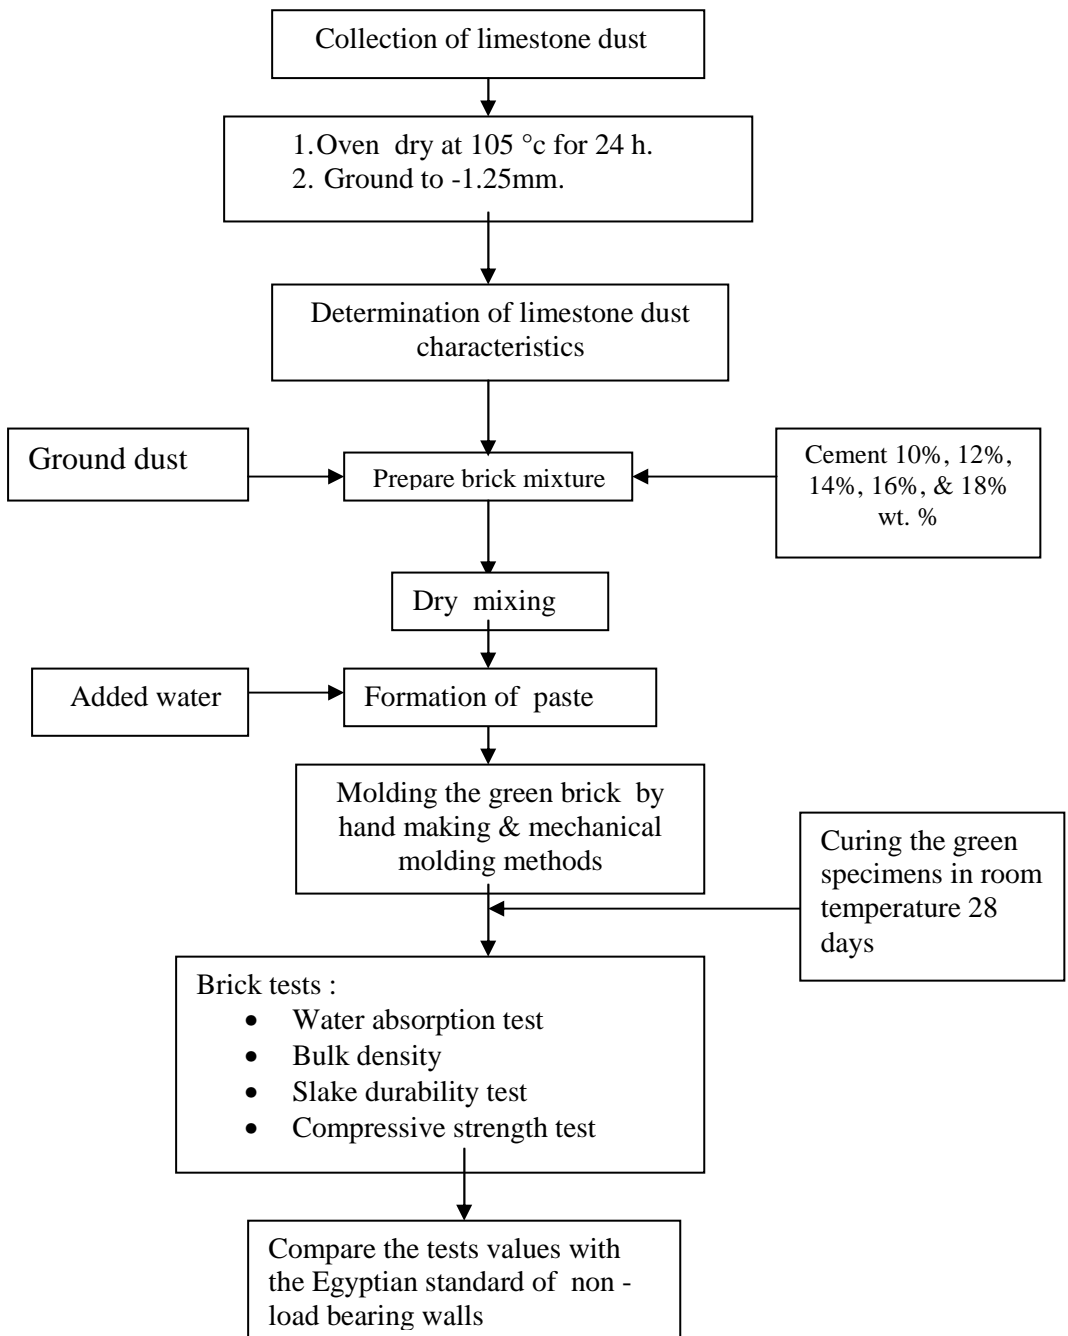 Collection of limestone dust
1.Oven dry at 105 °c for 24 h.
2. Ground to -1.25mm.
Determination of limestone dust
characteristics
Ground dust
Prepare brick mixture
Cement 10%, 12%,
14%, 16%, & 18%
wt. %
Dry mixing
Added water
Formation of paste
Molding the green brick by
hand making & mechanical
molding methods
Curing the green
specimens in room
temperature 28
days
Brick tests :
• Water absorption test
• Bulk density
• Slake durability test
• Compressive strength test
Compare the tests values with
the Egyptian standard of non -
load bearing walls